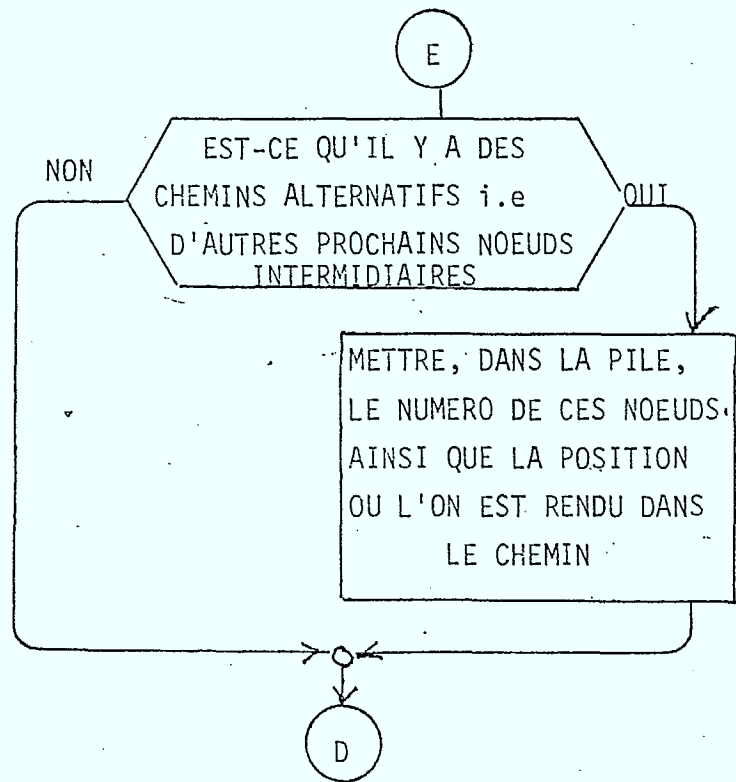 E
EST-CE QU'IL Y A DES
NON
CHEMINS ALTERNATIFS i.e
OUI
D'AUTRES PROCHAINS NOEUDS
INTERMIDIAIRES
METTRE, DANS LA PILE,
LE NUMERO DE CES NOEUDS
AINSI QUE LA POSITION
OU L'ON EST RENDU DANS
LE CHEMIN
D